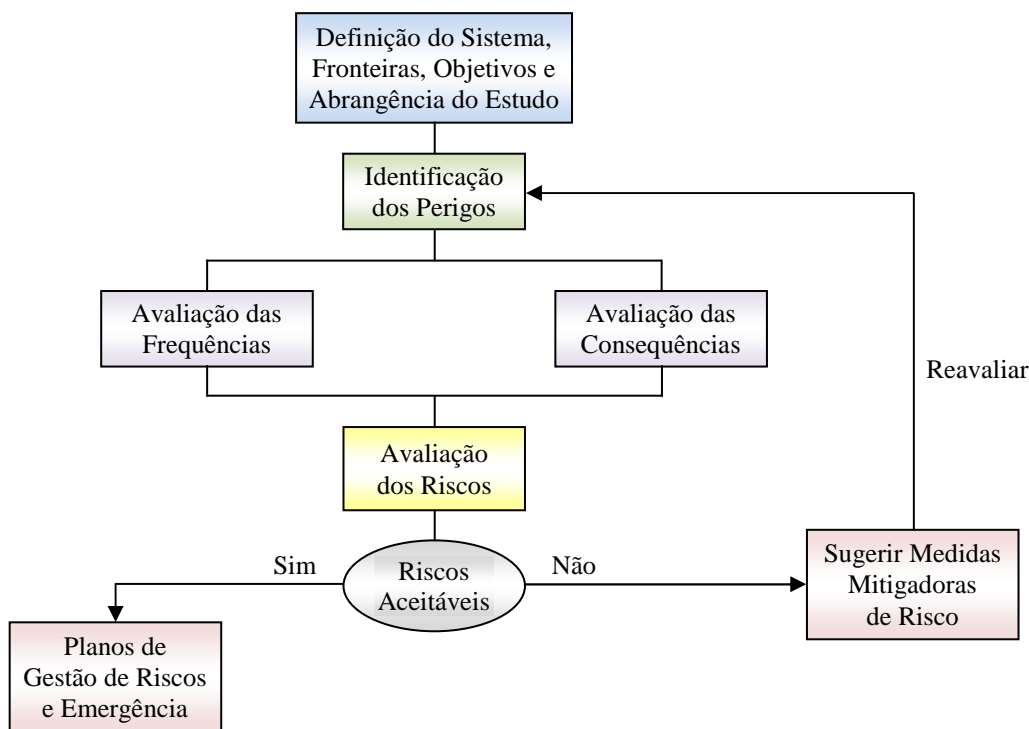 Definição do Sistema,
Fronteiras, Objetivos e
Abrangência do Estudo
Identificação
dos Perigos
Avaliação das
Frequências
Avaliação das
Consequências
Reavaliar
Avaliação
dos Riscos
Sim
Riscos
Aceitáveis
Não
Sugerir Medidas
Mitigadoras
de Risco
Planos de
Gestão de Riscos
e Emergência